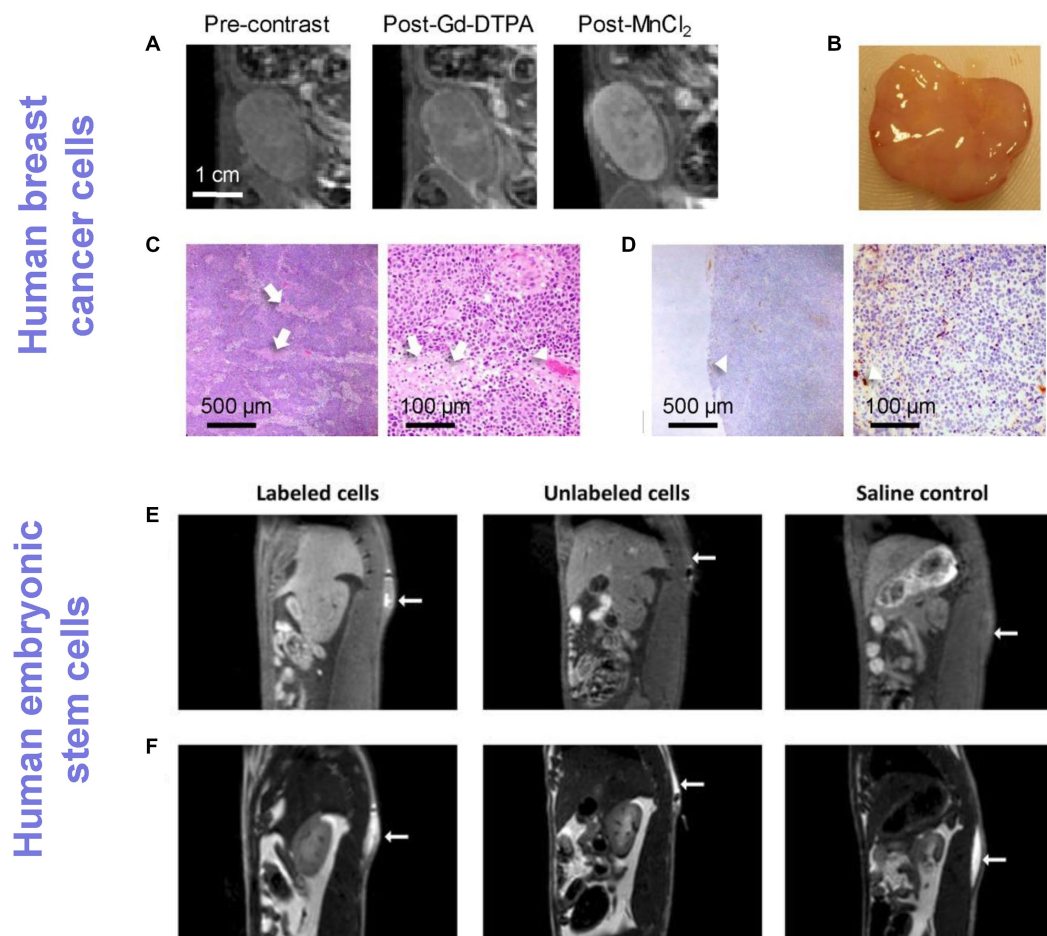 Human breast
cancer cells
A
Pre-contrast
Post-Gd-DTPA
Post-MnCl₂
1 cm
B
C
500 µm
100 µm
D
500 µm
100 µm
Human embryonic
stem cells
Labeled cells
Unlabeled cells
Saline control
E
F